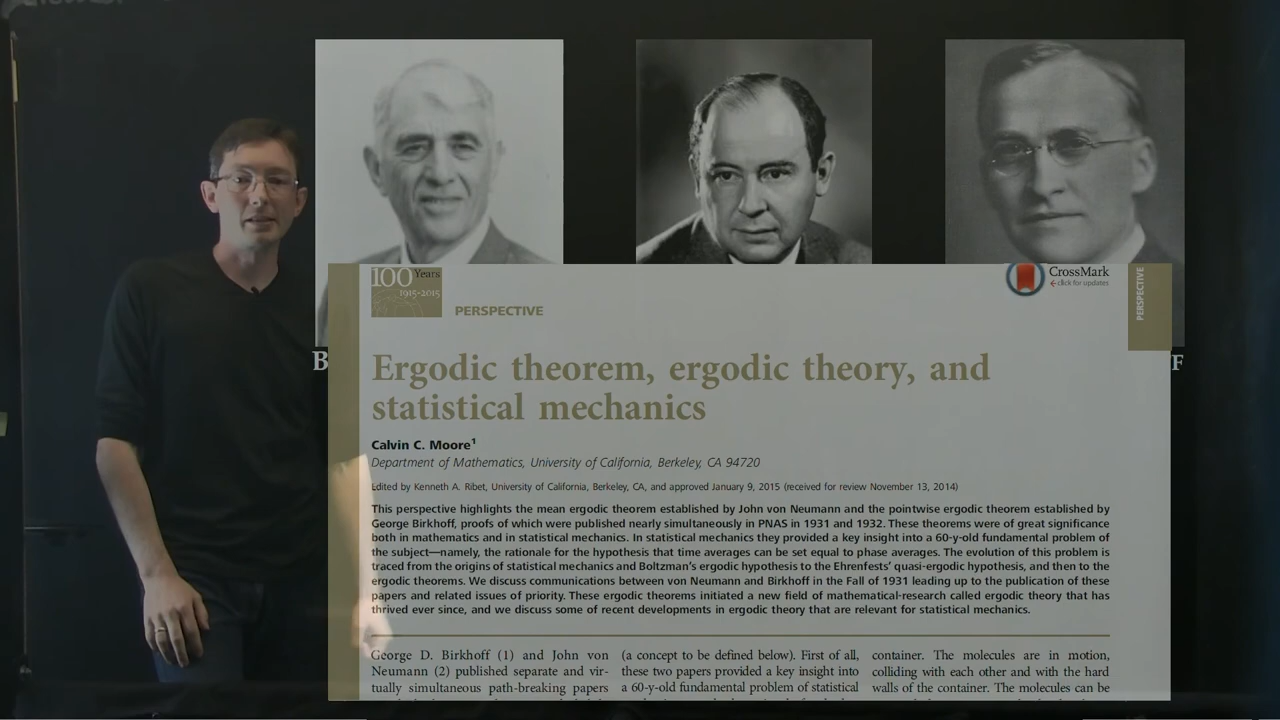 B
F
100 Years
1915-2015
PERSPECTIVE
CrossMark
click for updates
PERSPECTIVE
Ergodic theorem, ergodic theory, and
statistical mechanics
Calvin C. Moore1
Department of Mathematics, University of California, Berkeley, CA 94720
Edited by Kenneth A. Ribet, University of California, Berkeley, CA, and approved January 9, 2015 (received for review November 13, 2014)
This perspective highlights the mean ergodic theorem established by John von Neumann and the pointwise ergodic theorem established by
George Birkhoff, proofs of which were published nearly simultaneously in PNAS in 1931 and 1932. These theorems were of great significance
both in mathematics and in statistical mechanics. In statistical mechanics they provided a key insight into a 60-y-old fundamental problem of
the subject—namely, the rationale for the hypothesis that time averages can be set equal to phase averages. The evolution of this problem is
traced from the origins of statistical mechanics and Boltzman's ergodic hypothesis to the Ehrenfests' quasi-ergodic hypothesis, and then to the
ergodic theorems. We discuss communications between von Neumann and Birkhoff in the Fall of 1931 leading up to the publication of these
papers and related issues of priority. These ergodic theorems initiated a new field of mathematical-research called ergodic theory that has
thrived ever since, and we discuss some of recent developments in ergodic theory that are relevant for statistical mechanics.
George D. Birkhoff (1) and John von
Neumann (2) published separate and vir-
tually simultaneous path-breaking papers
(a concept to be defined below). First of all,
these two papers provided a key insight into
a 60-y-old fundamental problem of statistical
container. The molecules are in motion,
colliding with each other and with the hard
walls of the container. The molecules can be